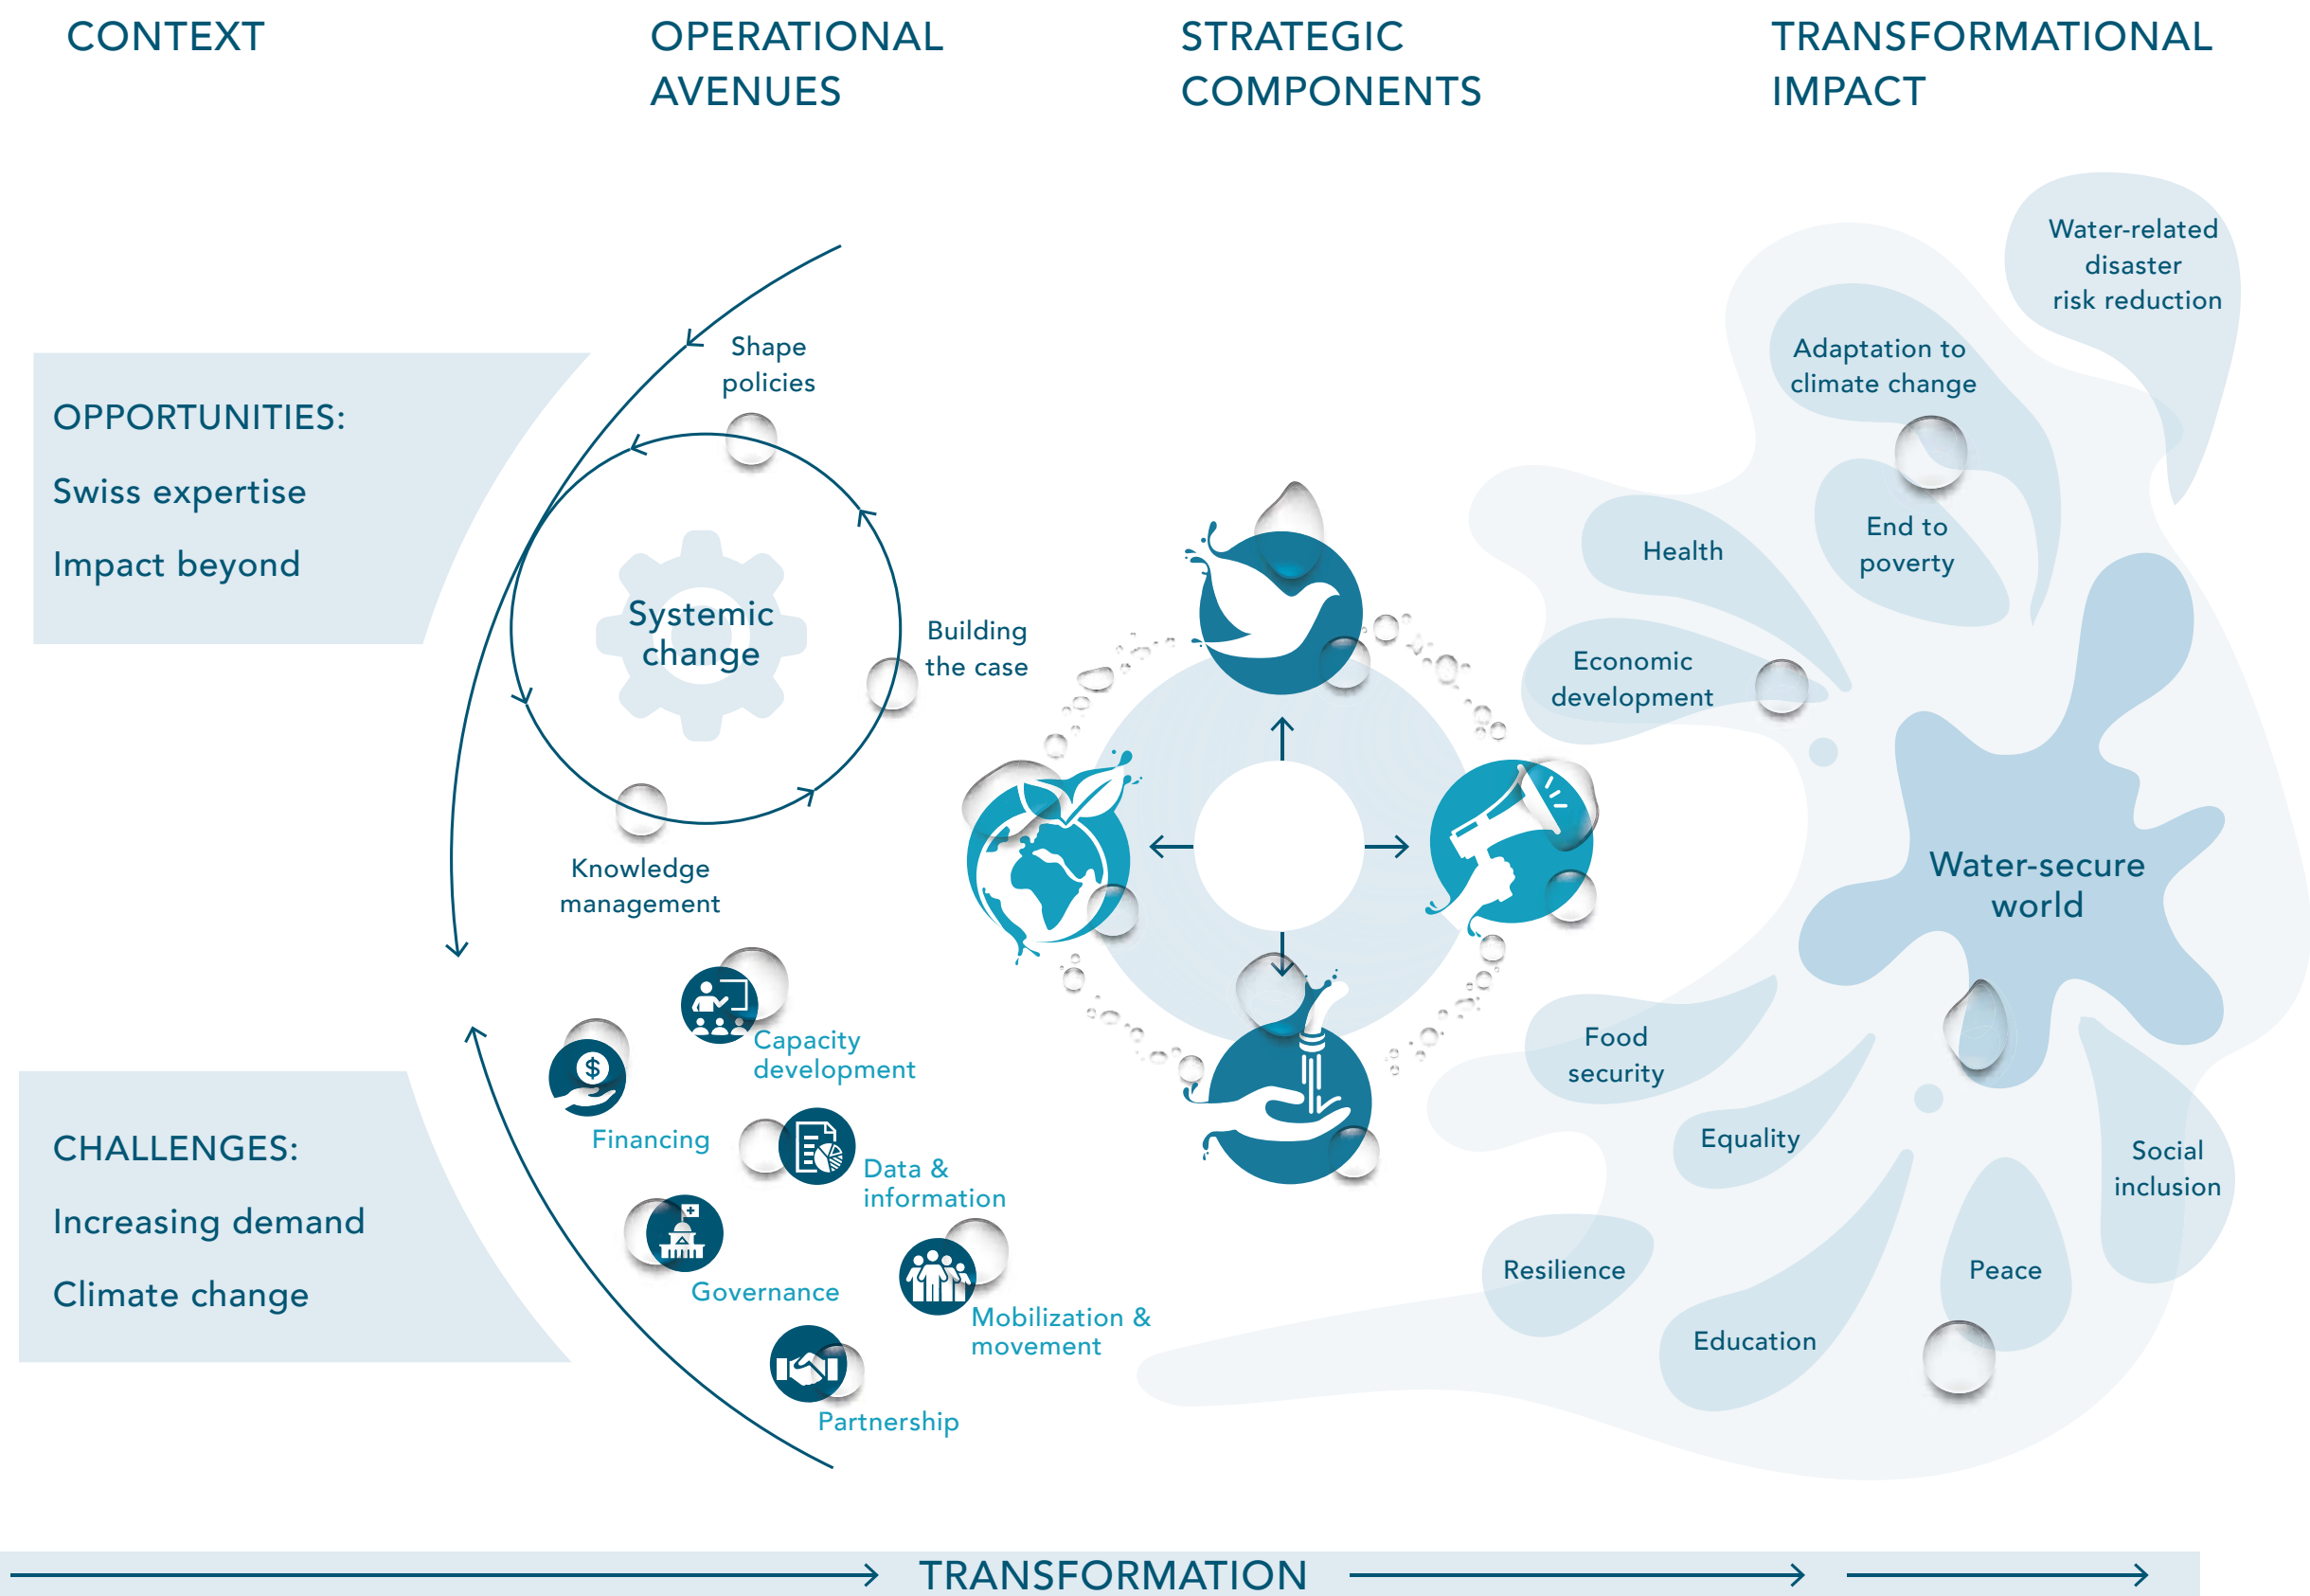 CONTEXT
OPERATIONAL
AVENUES
STRATEGIC
COMPONENTS
TRANSFORMATIONAL
IMPACT
OPPORTUNITIES:
Swiss expertise
Impact beyond
CHALLENGES:
Increasing demand
Climate change
Shape
policies
Systemic
change
Building
the case
Knowledge
management
Capacity
development
$
Financing
Data &
information
Governance
Mobilization &
movement
Partnership
Water-related
disaster
risk reduction
Adaptation to
climate change
End to
poverty
Health
Economic
development
Water-secure
world
Food
security
Equality
Social
inclusion
Resilience
Peace
Education
TRANSFORMATION